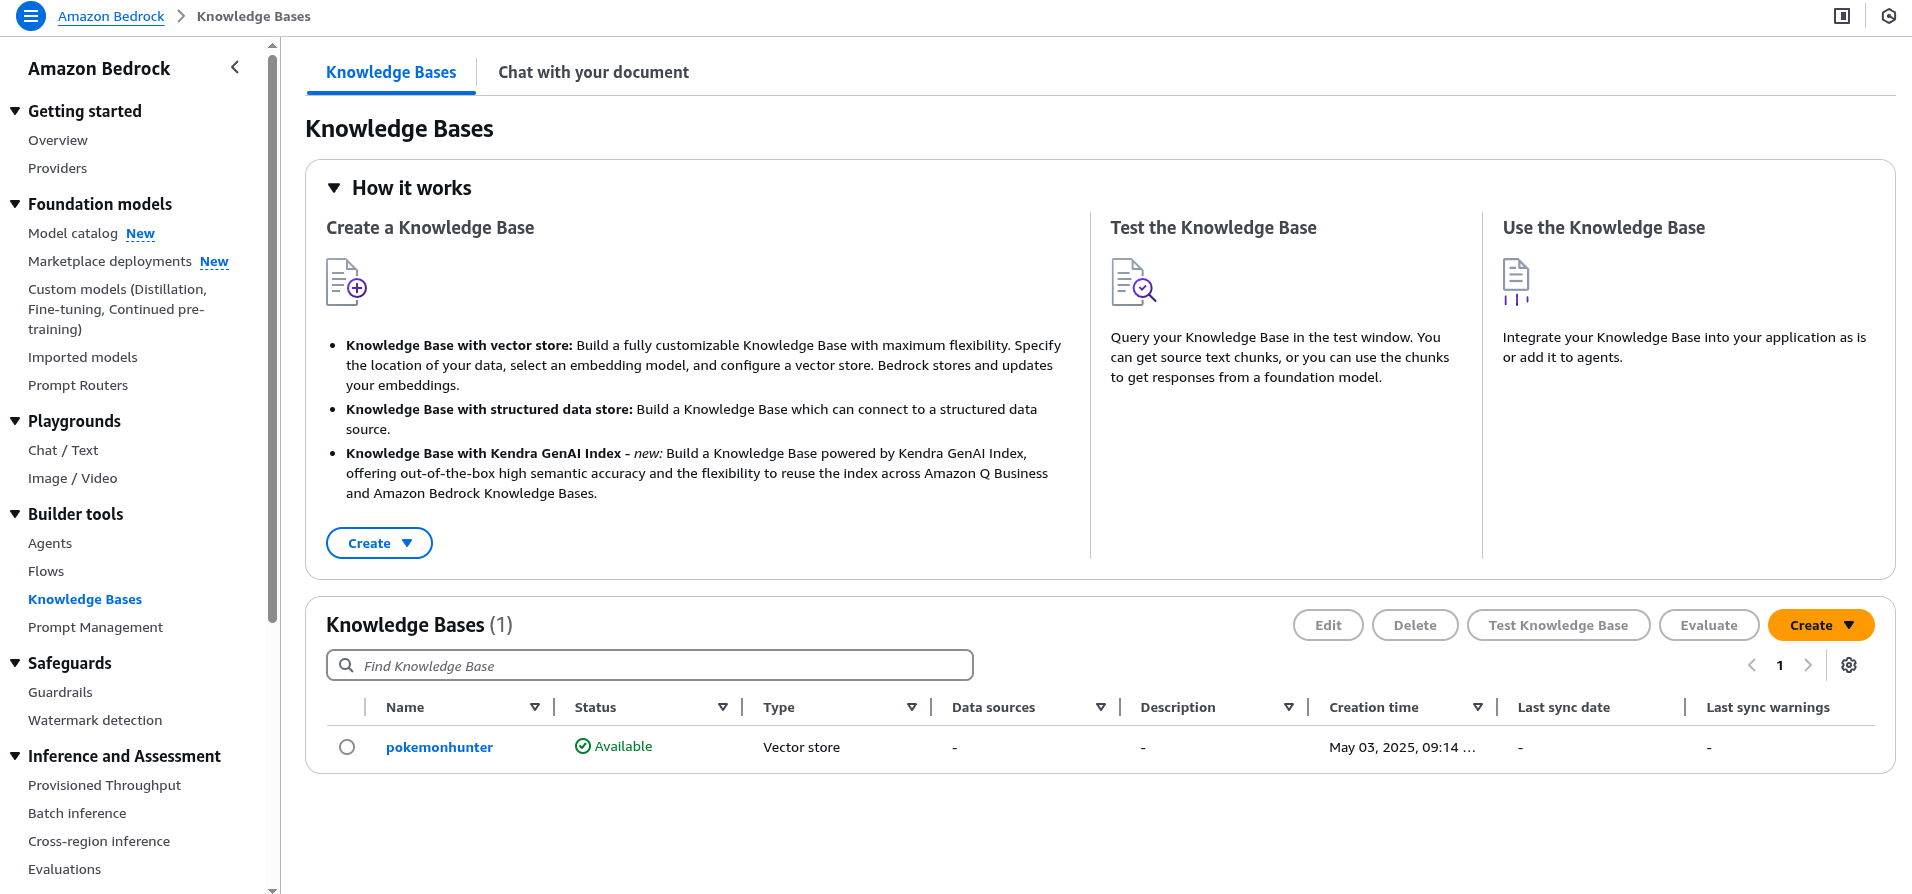 Amazon Bedrock > Knowledge Bases
Amazon Bedrock
Getting started
Overview
Providers
Foundation models
Model catalog New
Marketplace deployments New
Custom models (Distillation,
Fine-tuning, Continued pre-
training)
Imported models
Prompt Routers
Playgrounds
Chat / Text
Image / Video
Builder tools
Agents
Flows
Knowledge Bases
Prompt Management
Safeguards
Guardrails
Watermark detection
Inference and Assessment
Provisioned Throughput
Batch inference
Cross-region inference
Evaluations
Knowledge Bases Chat with your document
Knowledge Bases
How it works
Create a Knowledge Base
• Knowledge Base with vector store: Build a fully customizable Knowledge Base with maximum flexibility. Specify
the location of your data, select an embedding model, and configure a vector store. Bedrock stores and updates
your embeddings.
• Knowledge Base with structured data store: Build a Knowledge Base which can connect to a structured data
source.
• Knowledge Base with Kendra GenAI Index - new: Build a Knowledge Base powered by Kendra GenAI Index,
offering out-of-the-box high semantic accuracy and the flexibility to reuse the index across Amazon Q Business
and Amazon Bedrock Knowledge Bases.
Create
Test the Knowledge Base
Query your Knowledge Base in the test window. You
can get source text chunks, or you can use the chunks
to get responses from a foundation model.
Use the Knowledge Base
Integrate your Knowledge Base into your application as is
or add it to agents.
Knowledge Bases (1) Edit Delete Test Knowledge Base Evaluate Create
Find Knowledge Base 1
Name Status Type Data sources Description Creation time Last sync date Last sync warnings
pokemonhunter Available Vector store - - May 03, 2025, 09:14 … - -